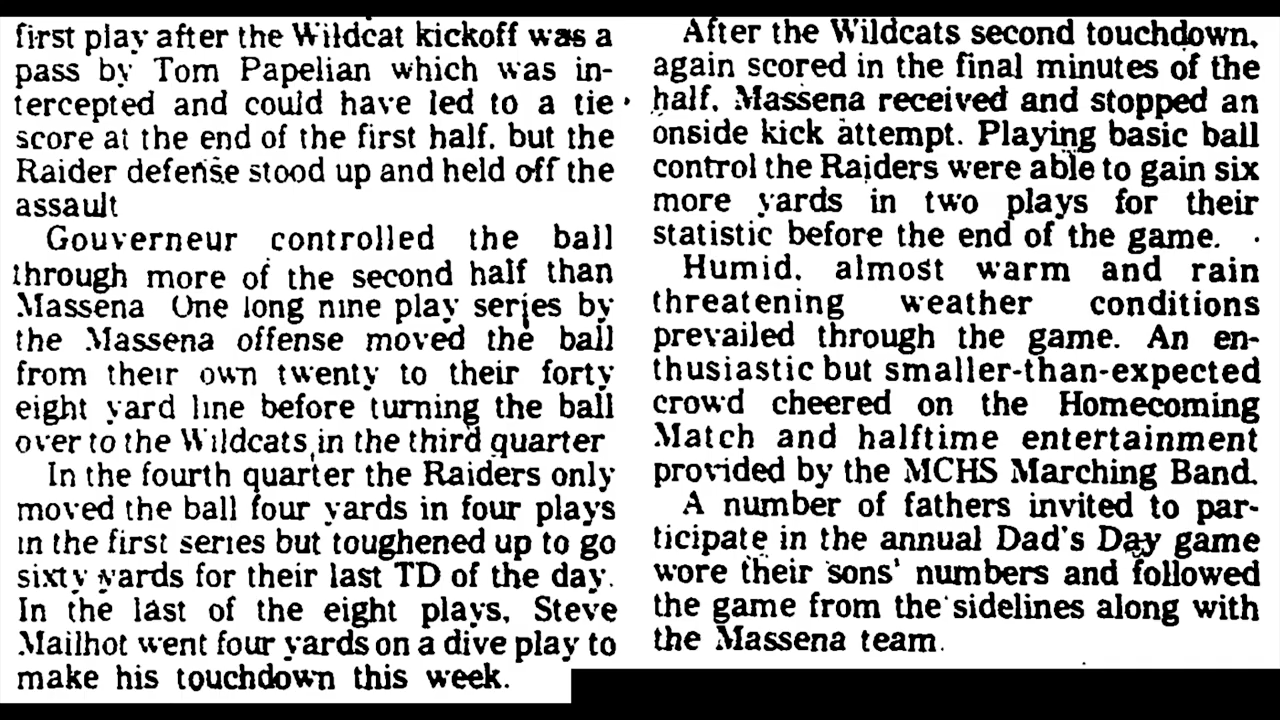 first play after the Wildcat kickoff was a
pass by Tom Papelian which was in-
tercepted and could have led to a tie
score at the end of the first half, but the
Raider defense stood up and held off the
assault
Gouverneur controlled the ball
through more of the second half than
Massena One long nine play series by
the Massena offense moved the ball
from their own twenty to their forty
eight yard line before turning the ball
over to the Wildcats in the third quarter
In the fourth quarter the Raiders only
moved the ball four yards in four plays
in the first series but toughened up to go
sixty yards for their last TD of the day.
In the last of the eight plays, Steve
Mailhot went four yards on a dive play to
make his touchdown this week.
After the Wildcats second touchdown,
again scored in the final minutes of the
half, Massena received and stopped an
onside kick attempt. Playing basic ball
control the Raiders were able to gain six
more yards in two plays for their
statistic before the end of the game.
Humid, almost warm and rain
threatening weather conditions
prevailed through the game. An en-
thusiastic but smaller-than-expected
crowd cheered on the Homecoming
Match and halftime entertainment
provided by the MCHS Marching Band.
A number of fathers invited to par-
ticipate in the annual Dad's Day game
wore their sons' numbers and followed
the game from the sidelines along with
the Massena team.